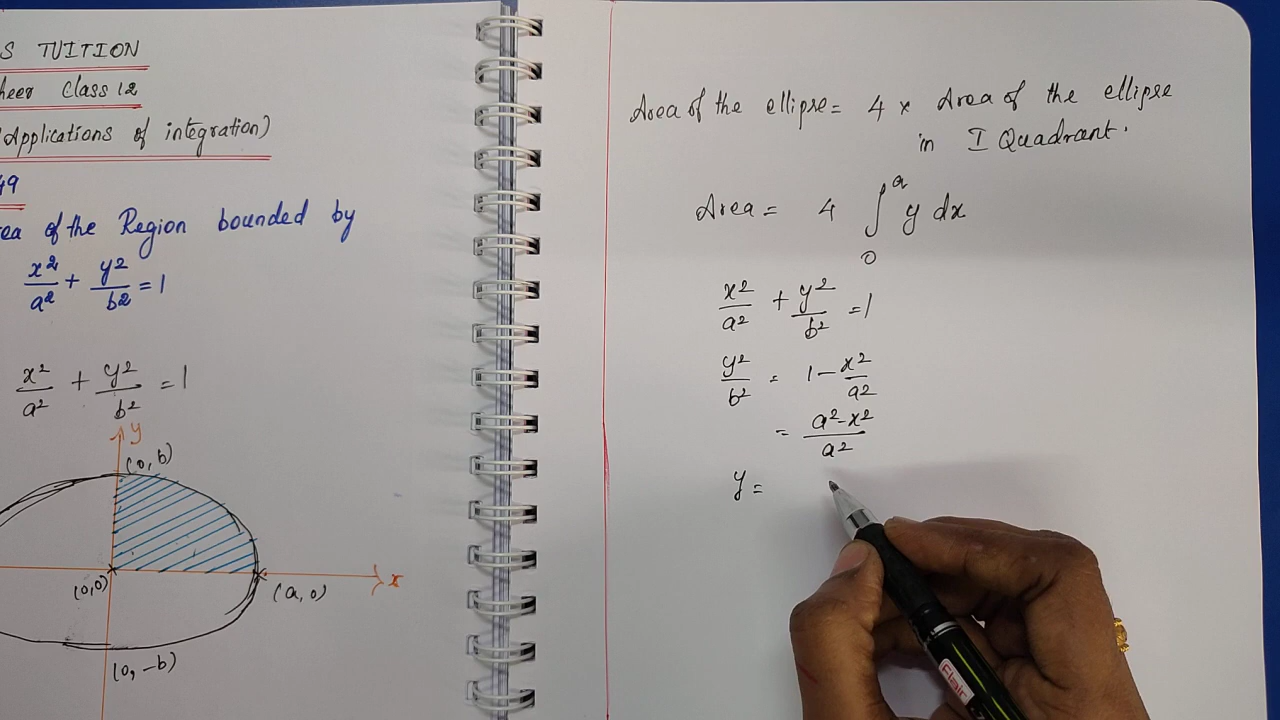 S TUITION
heer Class 12
(Applications of integration)
49
ea of the Region bounded by
x²/a² + y²/b² = 1
x²/a² + y²/b² = 1
y
(0, b)
(0,0)
x
(a, 0)
(0, -b)
Area of the ellipse = 4 × Area of the ellipse
in I Quadrant.
Area = 4 ∫₀ᵃ y dx
x²/a² + y²/b² = 1
y²/b² = 1 - x²/a²
= a²-x²/a²
y =
Flair